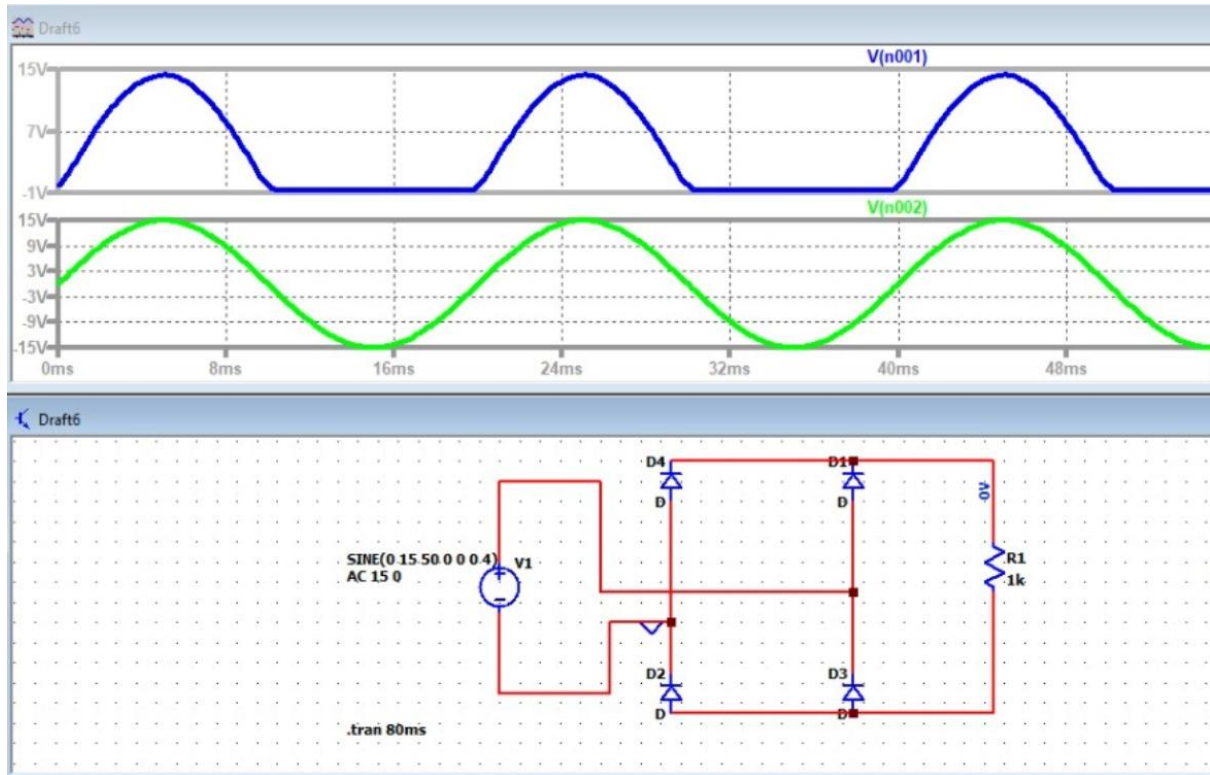 Draft6
V(n001)
15V
7V
-1V
V(n002)
15V
9V
3V
-3V
-9V
-15V
0ms 8ms 16ms 24ms 32ms 40ms 48ms
Draft6
D4 D1
D D
0V
SINE(0 15 50 0 0 0 4) V1
AC 15 0
R1
1k
D2 D3
D D
.tran 80ms